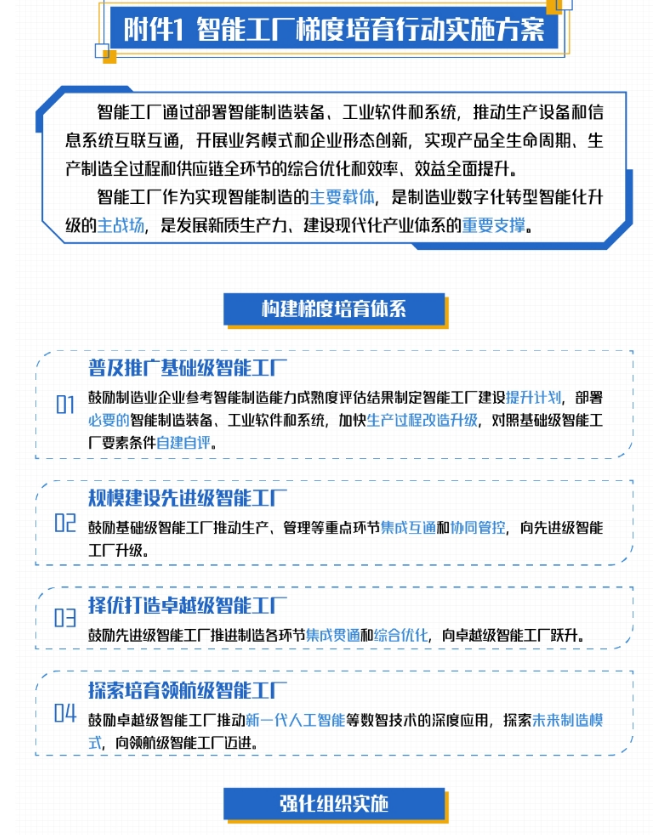 附件1 智能工厂梯度培育行动实施方案
智能工厂通过部署智能制造装备、工业软件和系统，推动生产设备和信
息系统互联互通，开展业务模式和企业形态创新，实现产品全生命周期、生
产制造全过程和供应链全环节的综合优化和效率、效益全面提升。
智能工厂作为实现智能制造的主要载体，是制造业数字化转型智能化升
级的主战场，是发展新质生产力、建设现代化产业体系的重要支撑。
构建梯度培育体系
普及推广基础级智能工厂
01
鼓励制造业企业参考智能制造能力成熟度评估结果制定智能工厂建设提升计划，部署
必要的智能制造装备、工业软件和系统，加快生产过程改造升级，对照基础级智能工
厂要素条件自建自评。
规模建设先进级智能工厂
02
鼓励基础级智能工厂推动生产、管理等重点环节集成互通和协同管控，向先进级智能
工厂升级。
择优打造卓越级智能工厂
03
鼓励先进级智能工厂推进制造各环节集成贯通和综合优化，向卓越级智能工厂跃升。
探索培育领航级智能工厂
04
鼓励卓越级智能工厂推动新一代人工智能等数智技术的深度应用，探索未来制造模
式，向领航级智能工厂迈进。
强化组织实施